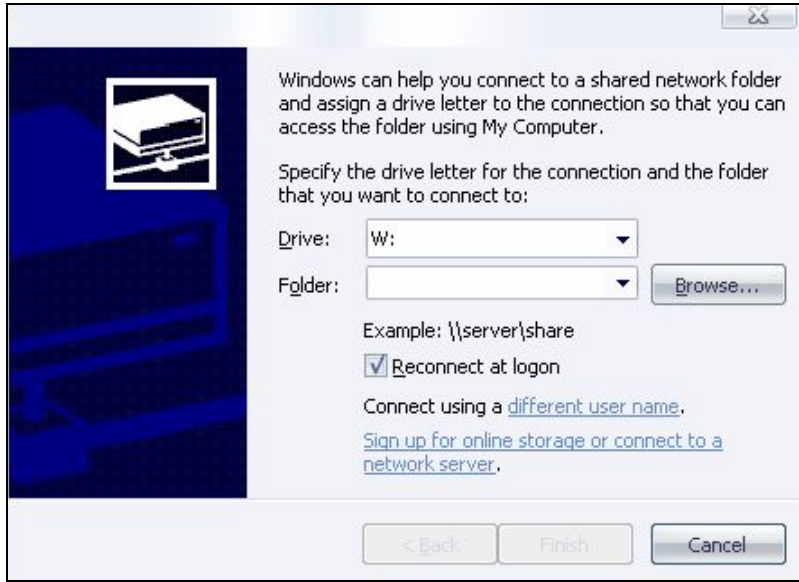 Windows can help you connect to a shared network folder
and assign a drive letter to the connection so that you can
access the folder using My Computer.
Specify the drive letter for the connection and the folder
that you want to connect to:
Drive: W:
Folder: Browse...
Example: \\server\share
Reconnect at logon
Connect using a different user name.
Sign up for online storage or connect to a
network server.
< Back Finish Cancel